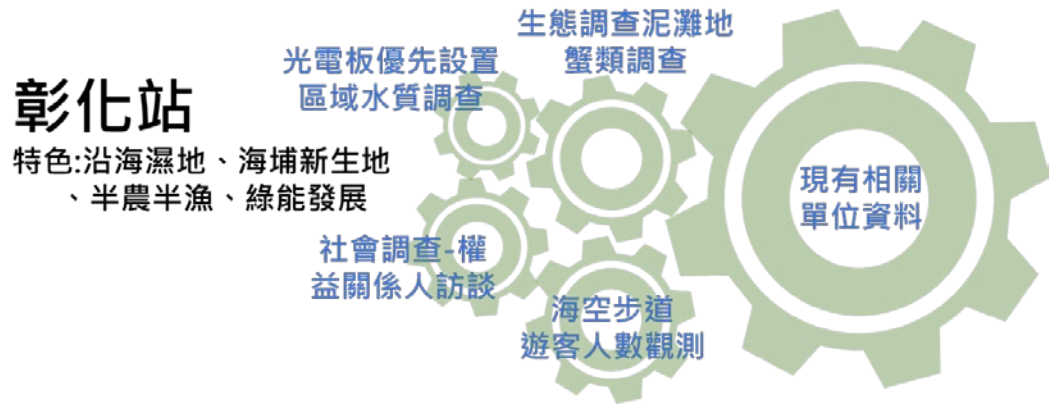 彰化站
特色:沿海濕地、海埔新生地
、半農半漁、綠能發展
光電板優先設置
區域水質調查
生態調查泥灘地
蟹類調查
現有相關
單位資料
社會調查-權
益關係人訪談
海空步道
遊客人數觀測